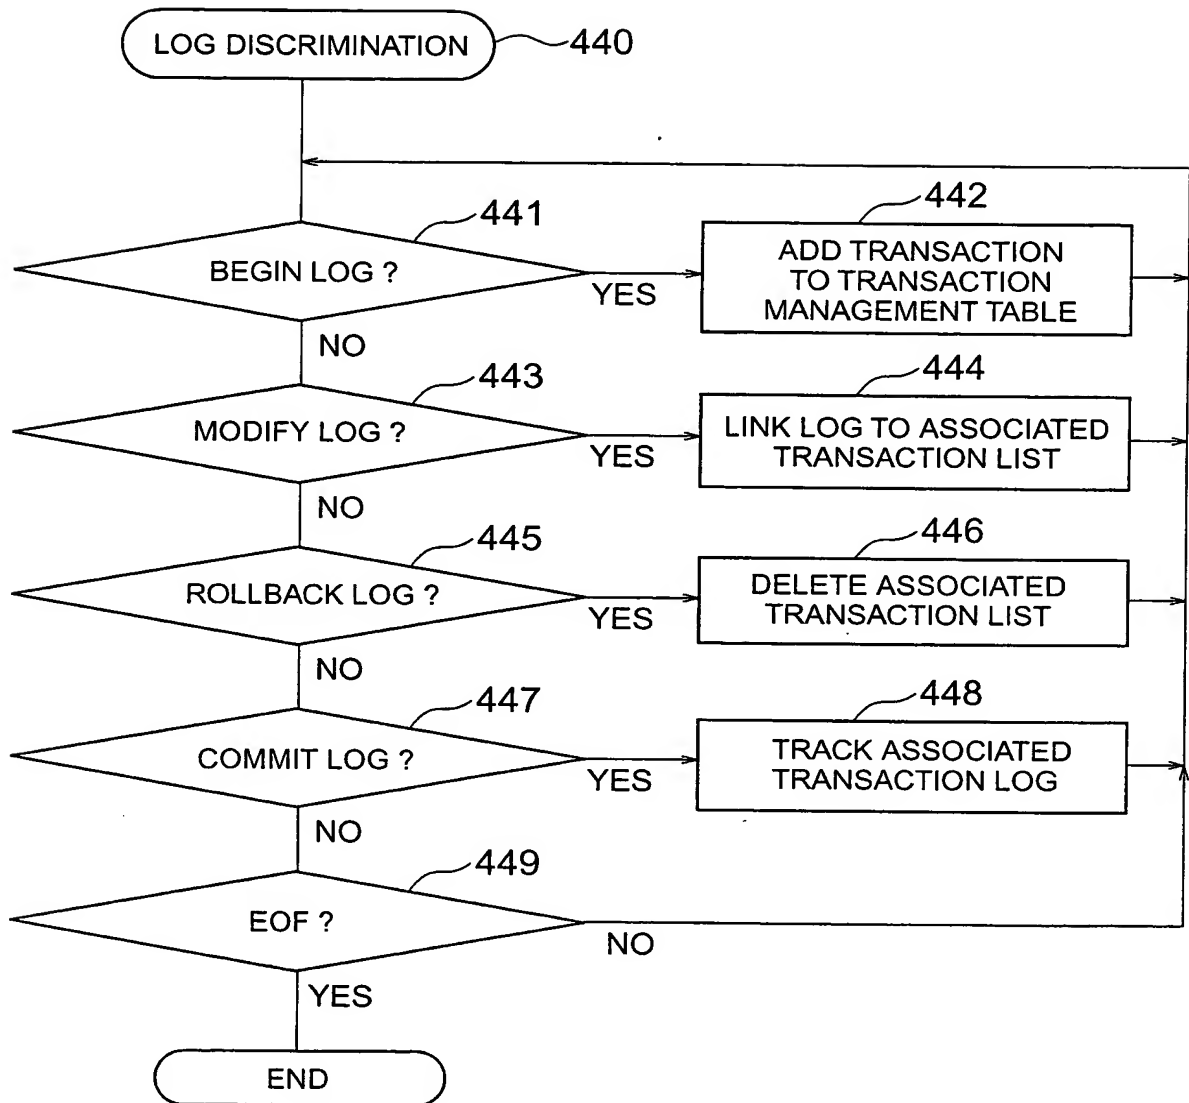 LOG DISCRIMINATION
440
441
BEGIN LOG ?
YES
442
ADD TRANSACTION
TO TRANSACTION
MANAGEMENT TABLE
NO
443
MODIFY LOG ?
YES
444
LINK LOG TO ASSOCIATED
TRANSACTION LIST
NO
445
ROLLBACK LOG ?
YES
446
DELETE ASSOCIATED
TRANSACTION LIST
NO
447
COMMIT LOG ?
YES
448
TRACK ASSOCIATED
TRANSACTION LOG
NO
449
EOF ?
NO
YES
END